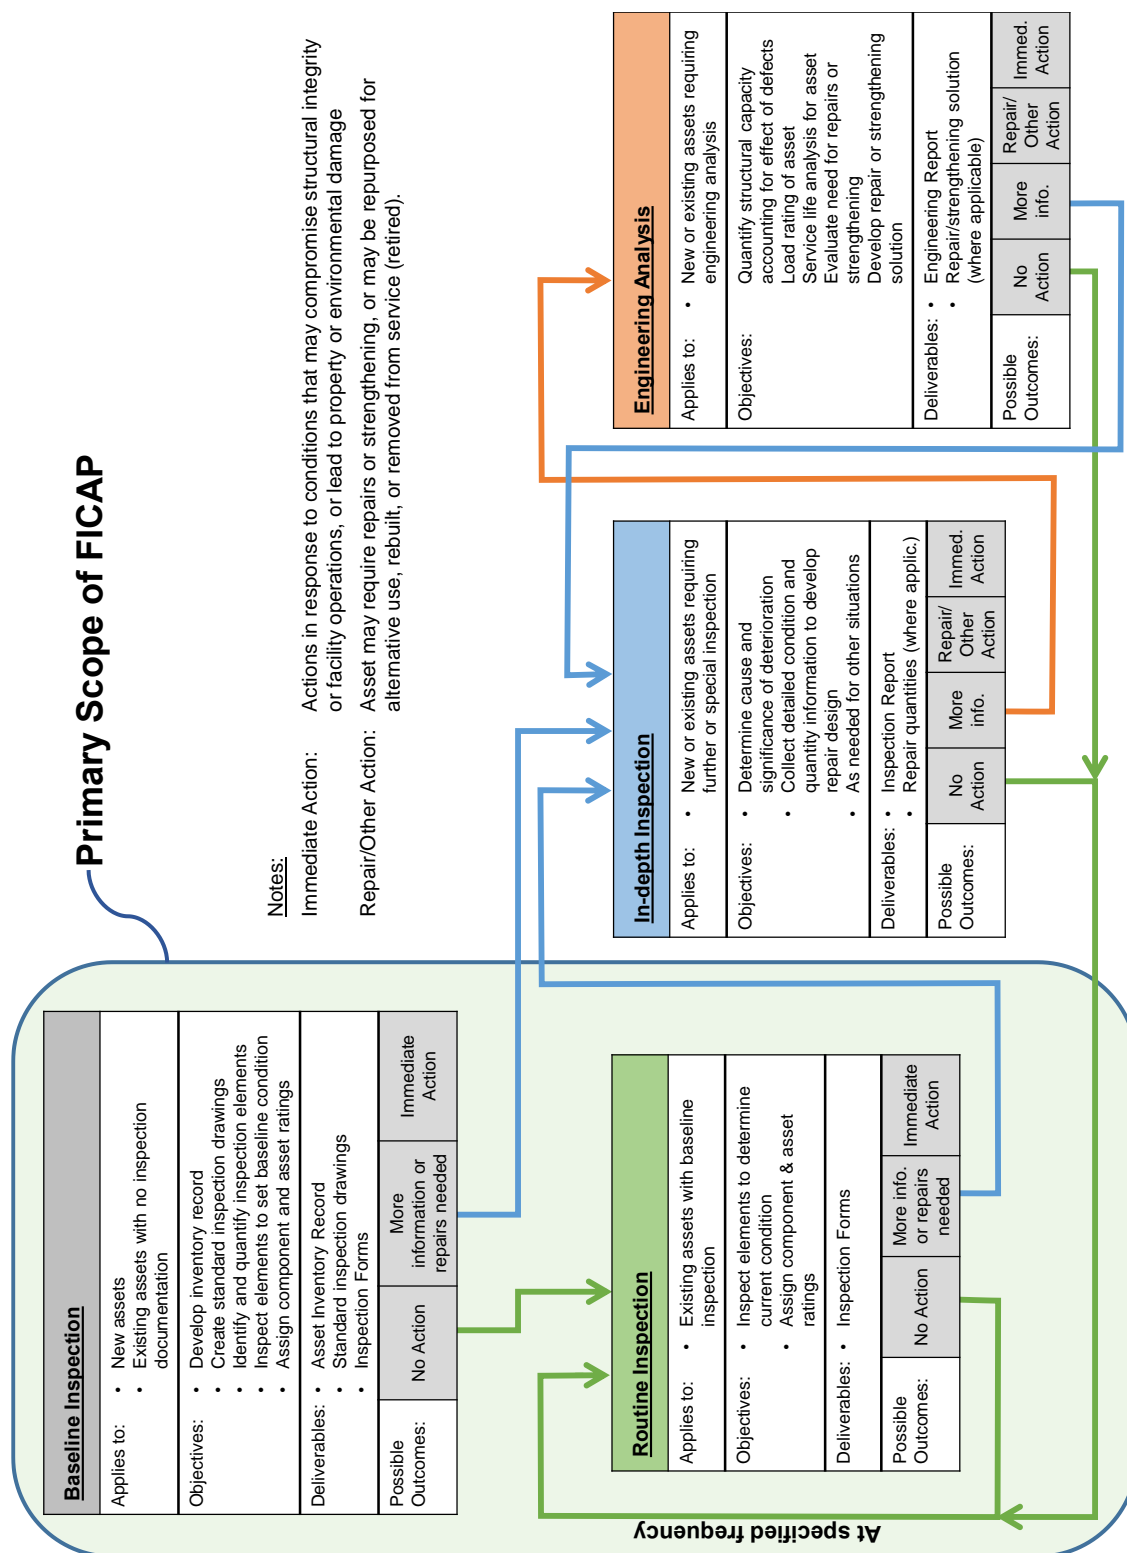 Primary Scope of FICAP
Baseline Inspection
Applies to:
• New assets
• Existing assets with no inspection
documentation
Objectives:
• Develop inventory record
• Create standard inspection drawings
• Identify and quantify inspection elements
• Inspect elements to set baseline condition
• Assign component and asset ratings
Deliverables:
• Asset Inventory Record
• Standard inspection drawings
• Inspection Forms
Possible
Outcomes:
No Action
More
information or
repairs needed
Immediate
Action
Notes:
Immediate Action:
Actions in response to conditions that may compromise structural integrity
or facility operations, or lead to property or environmental damage
Repair/Other Action:
Asset may require repairs or strengthening, or may be repurposed for
alternative use, rebuilt, or removed from service (retired).
At specified frequency
Routine Inspection
Applies to:
• Existing assets with baseline
inspection
Objectives:
• Inspect elements to determine
current condition
• Assign component & asset
ratings
Deliverables:
• Inspection Forms
Possible
Outcomes:
No Action
More info.
or repairs
needed
Immediate
Action
In-depth Inspection
Applies to:
• New or existing assets requiring
further or special inspection
Objectives:
• Determine cause and
significance of deterioration
• Collect detailed condition and
quantity information to develop
repair design
• As needed for other situations
Deliverables:
• Inspection Report
• Repair quantities (where applic.)
Possible
Outcomes:
No
Action
More
info.
Repair/
Other
Action
Immed.
Action
Engineering Analysis
Applies to:
• New or existing assets requiring
engineering analysis
Objectives:
Quantify structural capacity
accounting for effect of defects
Load rating of asset
Service life analysis for asset
Evaluate need for repairs or
strengthening
Develop repair or strengthening
solution
Deliverables:
• Engineering Report
• Repair/strengthening solution
(where applicable)
Possible
Outcomes:
No
Action
More
info.
Repair/
Other
Action
Immed.
Action